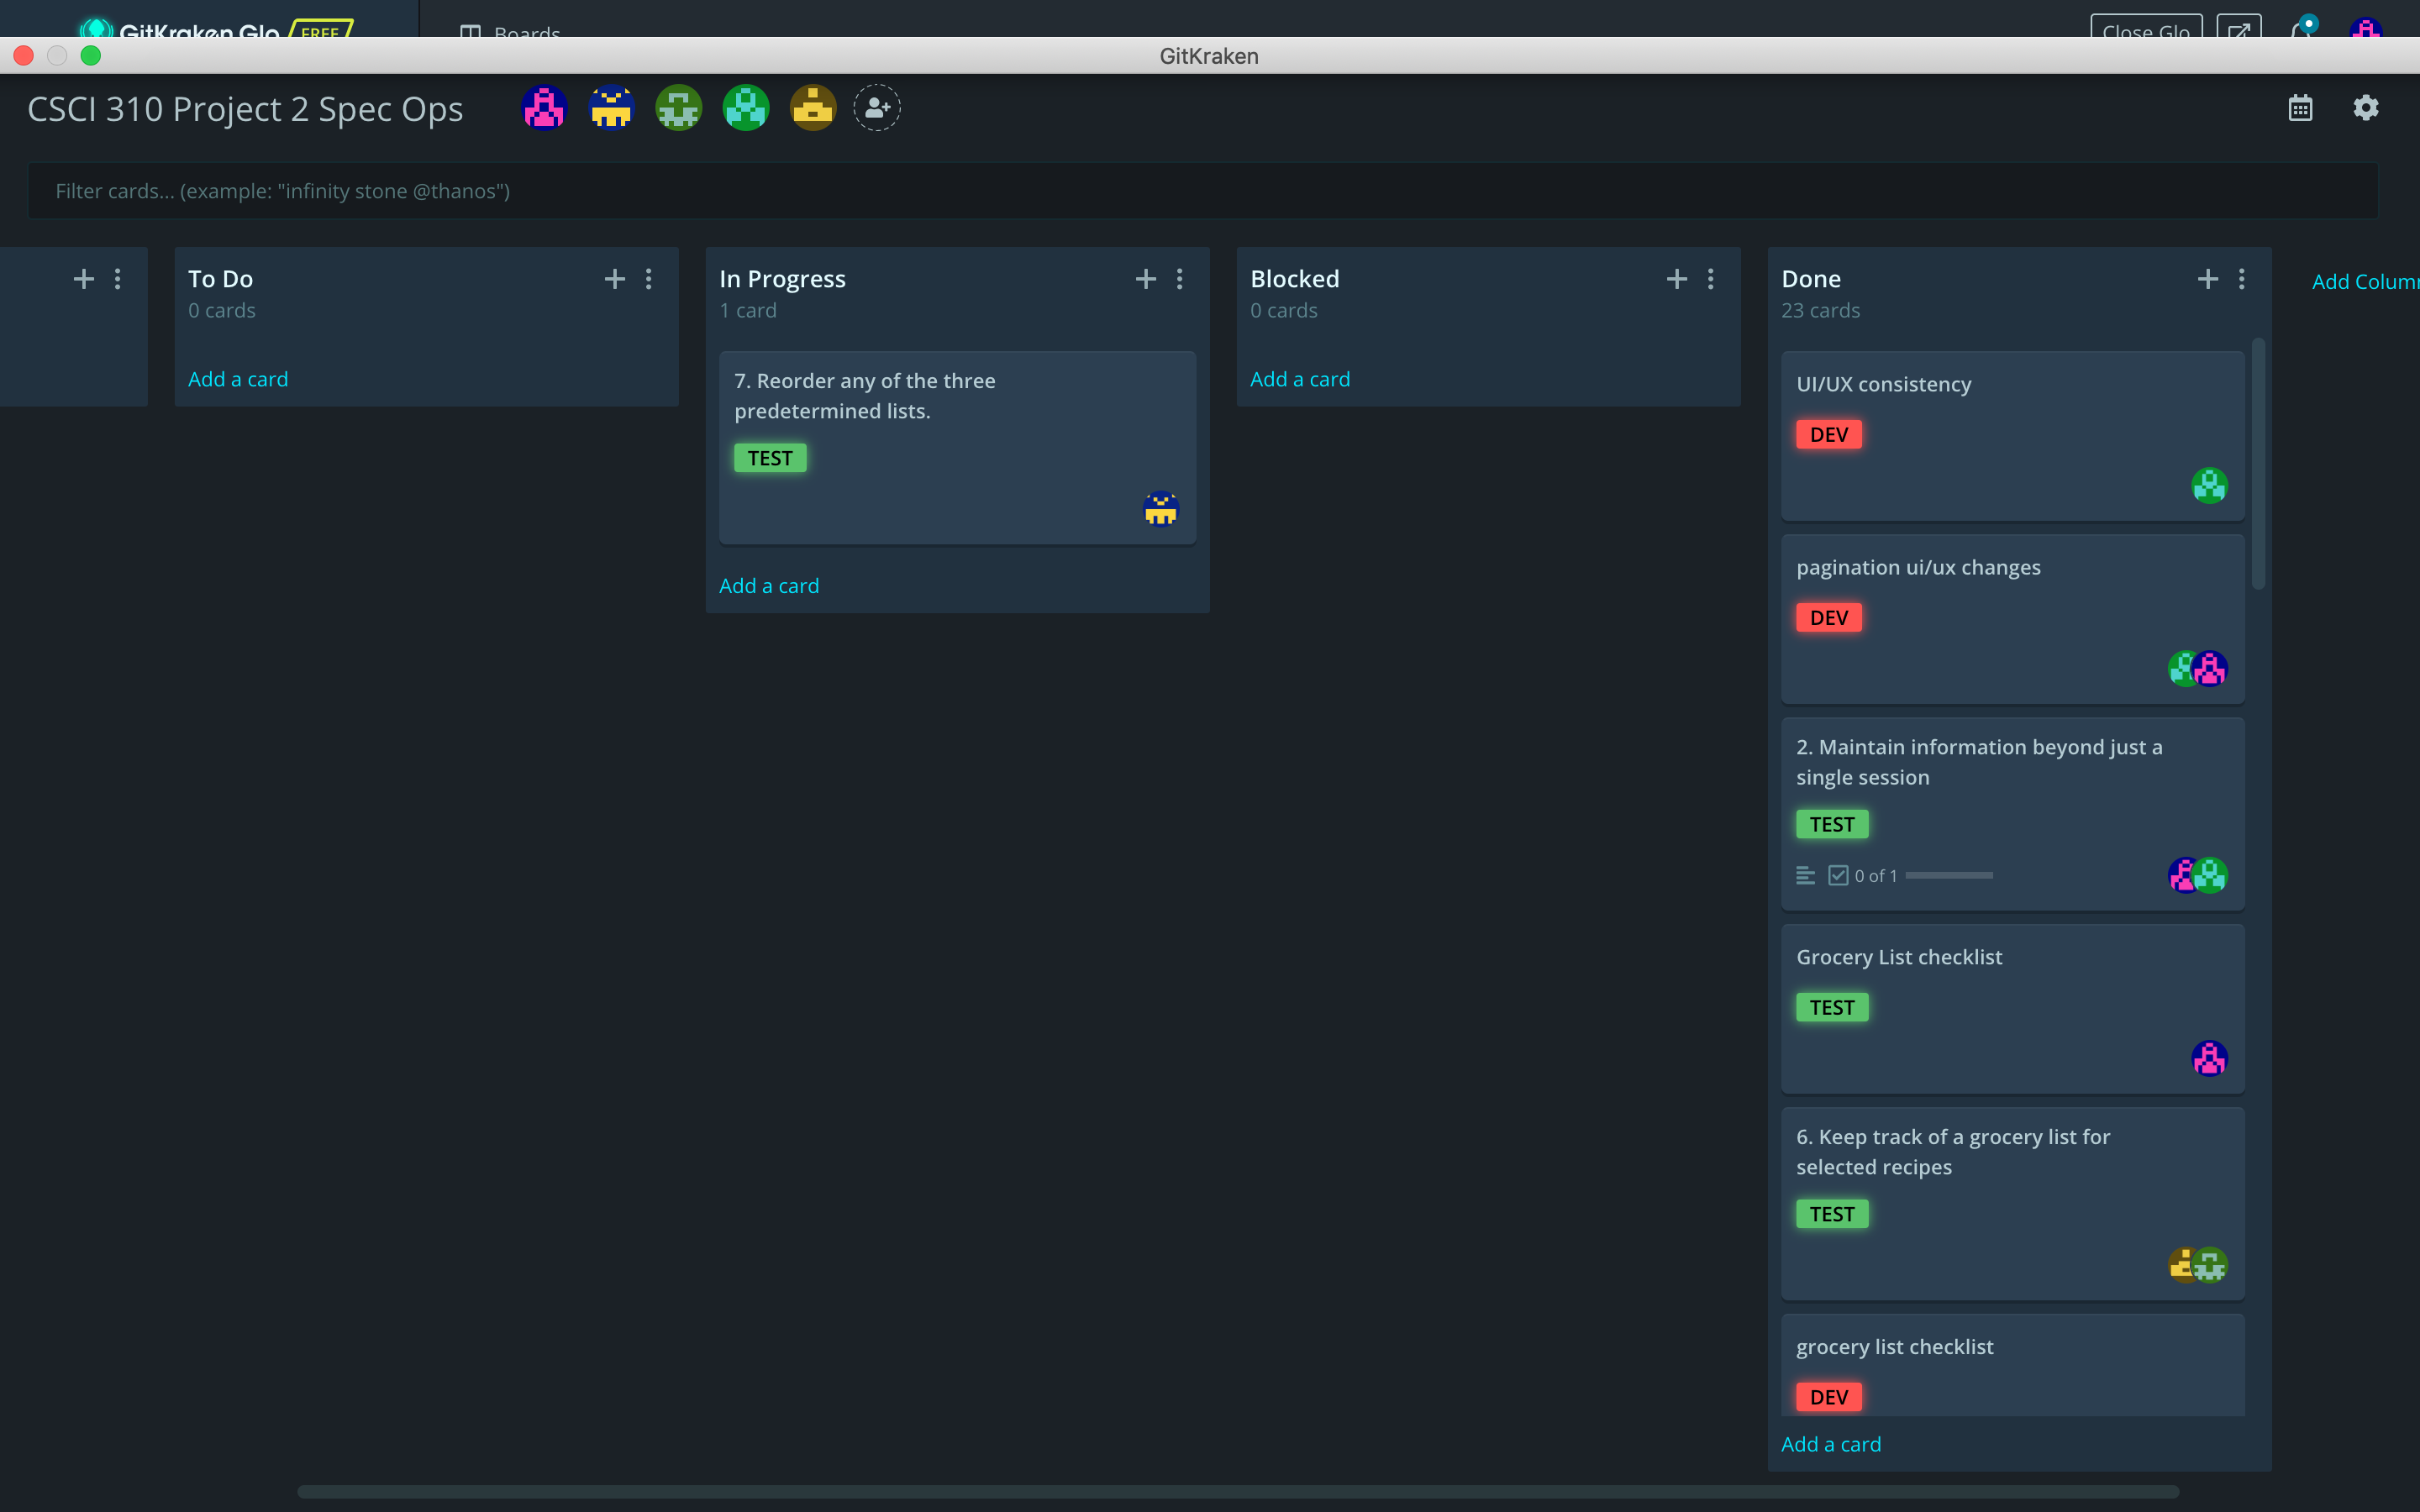 GitKraken Glo FREE
Boards
Close Glo
GitKraken
CSCI 310 Project 2 Spec Ops
Filter cards... (example: "infinity stone @thanos")
To Do
0 cards
Add a card
In Progress
1 card
7. Reorder any of the three
predetermined lists.
TEST
Add a card
Blocked
0 cards
Add a card
Done
23 cards
UI/UX consistency
DEV
pagination ui/ux changes
DEV
2. Maintain information beyond just a
single session
TEST
0 of 1
Grocery List checklist
TEST
6. Keep track of a grocery list for
selected recipes
TEST
grocery list checklist
DEV
Add a card
Add Column